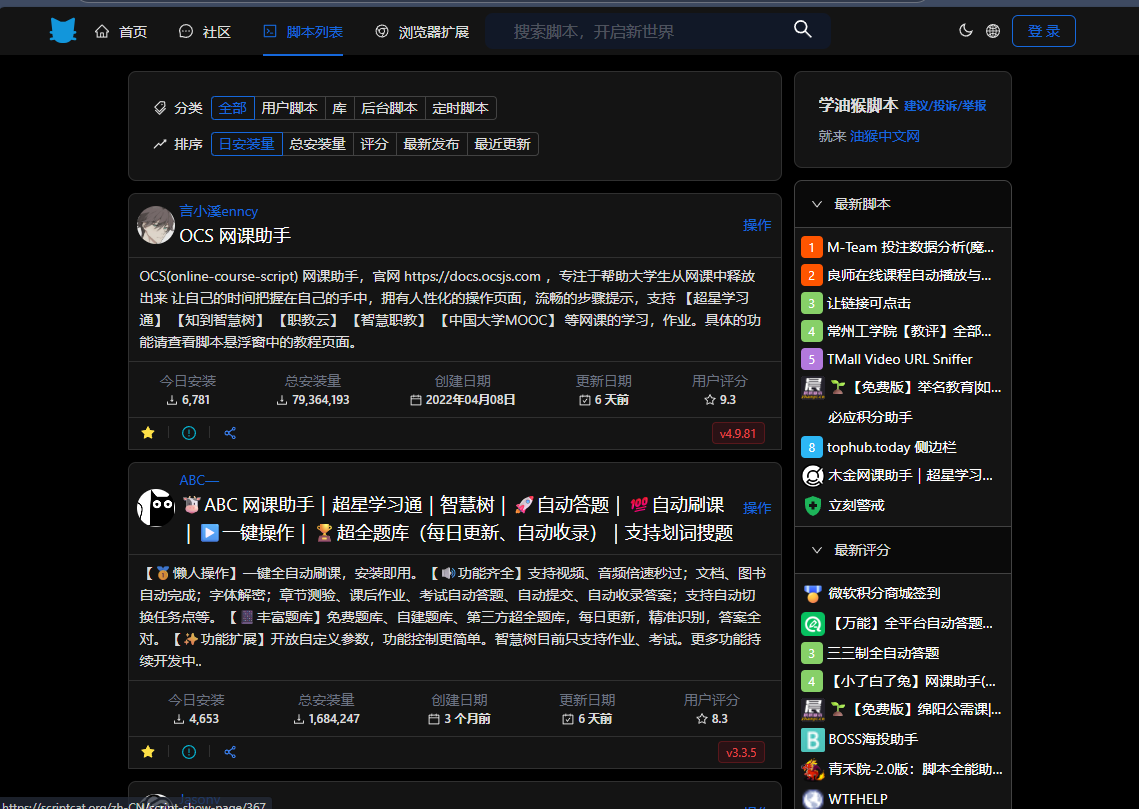 首页 社区 脚本列表 浏览器扩展 搜索脚本，开启新世界 登 录
分类 全部 用户脚本 库 后台脚本 定时脚本
排序 日安装量 总安装量 评分 最新发布 最近更新
言小溪enncy
OCS 网课助手
操作
OCS(online-course-script) 网课助手，官网 https://docs.ocsjs.com ，专注于帮助大学生从网课中释放
出来 让自己的时间把握在自己的手中，拥有人性化的操作页面，流畅的步骤提示，支持 【超星学习
通】 【知到智慧树】 【职教云】 【智慧职教】 【中国大学MOOC】 等网课的学习，作业。具体的功
能请查看脚本悬浮窗中的教程页面。
今日安装 总安装量 创建日期 更新日期 用户评分
6,781 79,364,193 2022年04月08日 6 天前 9.3
v4.9.81
ABC—
🐮ABC 网课助手 | 超星学习通 | 智慧树 | 🚀自动答题 | 💯自动刷课
操作
| ▶️一键操作 | 🏆超全题库（每日更新、自动收录） | 支持划词搜题
【🥇懒人操作】一键全自动刷课，安装即用。【🔊功能齐全】支持视频、音频倍速秒过；文档、图书
自动完成；字体解密；章节测验、课后作业、考试自动答题、自动提交、自动收录答案；支持自动切
换任务点等。【丰富题库】免费题库、自建题库、第三方超全题库，每日更新，精准识别，答案全
对。【✨功能扩展】开放自定义参数，功能控制更简单。智慧树目前只支持作业、考试。更多功能持
续开发中..
今日安装 总安装量 创建日期 更新日期 用户评分
4,653 1,684,247 3 个月前 6 天前 8.3
v3.3.5
https://scriptcat.org/zh-CN/script-show-page/367
学油猴脚本 建议/投诉/举报
就来 油猴中文网
最新脚本
1 M-Team 投注数据分析(魔...
2 良师在线课程自动播放与...
3 让链接可点击
4 常州工学院【教评】全部...
5 TMall Video URL Sniffer
🌱【免费版】举名教育|如...
必应积分助手
8 tophub.today 侧边栏
木金网课助手 | 超星学习...
立刻警戒
最新评分
微软积分商城签到
【万能】全平台自动答题...
3 三三制全自动答题
4 【小了白了兔】网课助手(...
🌱【免费版】绵阳公需课|...
B BOSS海投助手
青禾院-2.0版：脚本全能助...
WTFHELP